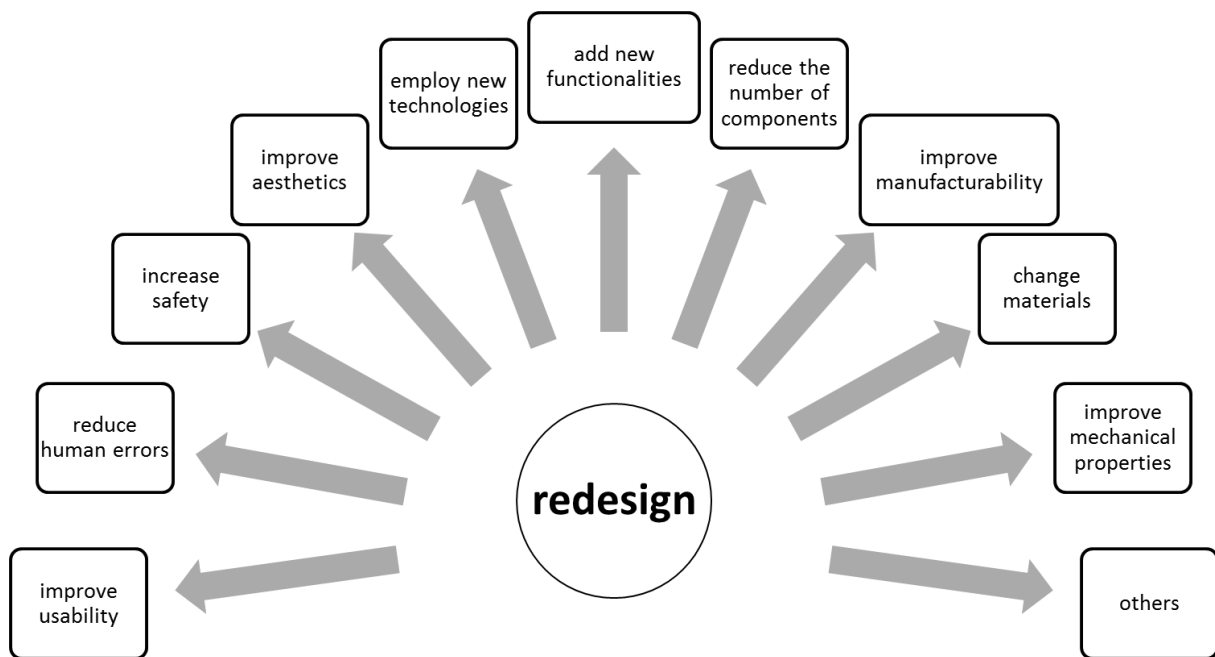 add new
functionalities
employ new
technologies
reduce the
number of
components
improve
aesthetics
improve
manufacturability
increase
safety
change
materials
reduce
human errors
improve
mechanical
properties
redesign
improve
usability
others